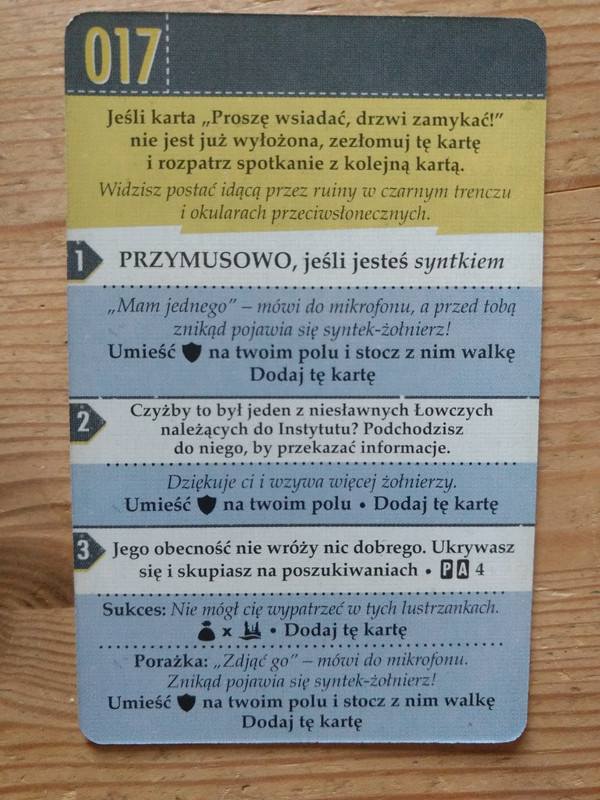 017
Jeśli karta „Proszę wsiadać, drzwi zamykać!”
nie jest już wyłożona, zezłomuj tę kartę
i rozpatrz spotkanie z kolejną kartą.
Widzisz postać idącą przez ruiny w czarnym trenczu
i okularach przeciwsłonecznych.
1 PRZYMUSOWO, jeśli jesteś syntkiem
„Mam jednego” – mówi do mikrofonu, a przed tobą
znikąd pojawia się syntek-żołnierz!
Umieść na twoim polu i stocz z nim walkę
Dodaj tę kartę
2 Czyżby to był jeden z niesławnych Łowczych
należących do Instytutu? Podchodzisz
do niego, by przekazać informacje.
Dziękuje ci i wzywa więcej żołnierzy.
Umieść na twoim polu • Dodaj tę kartę
3 Jego obecność nie wróży nic dobrego. Ukrywasz
się i skupiasz na poszukiwaniach • P A 4
Sukces: Nie mógł cię wypatrzeć w tych lustrzankach.
x • Dodaj tę kartę
Porażka: „Zdjąć go” – mówi do mikrofonu.
Znikąd pojawia się syntek-żołnierz!
Umieść na twoim polu i stocz z nim walkę
Dodaj tę kartę